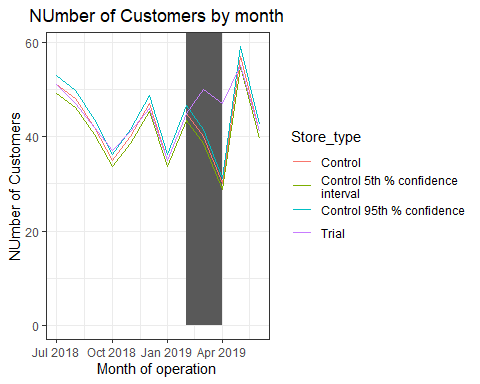 NUmber of Customers by month
NUmber of Customers
60
40
20
0
Jul 2018
Oct 2018
Jan 2019
Apr 2019
Month of operation
Store_type
Control
Control 5th % confidence
interval
Control 95th % confidence
Trial